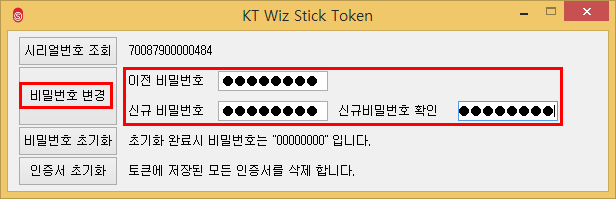 KT Wiz Stick Token
시리얼번호 조회 70087900000484
비밀번호 변경
이전 비밀번호 ●●●●●●●●
신규 비밀번호 ●●●●●●●● 신규비밀번호 확인 ●●●●●●●●
비밀번호 초기화 초기화 완료시 비밀번호는 "00000000" 입니다.
인증서 초기화 토큰에 저장된 모든 인증서를 삭제 합니다.